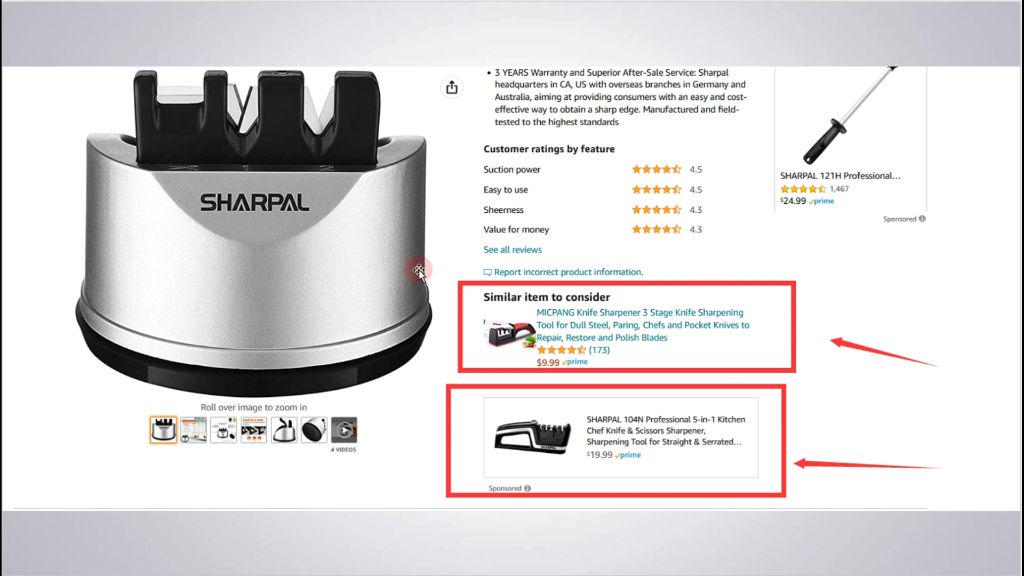 SHARPAL
Roll over image to zoom in
4 VIDEOS
• 3 YEARS Warranty and Superior After-Sale Service: Sharpal
headquarters in CA, US with overseas branches in Germany and
Australia, aiming at providing consumers with an easy and cost-
effective way to obtain a sharp edge. Manufactured and field-
tested to the highest standards
Customer ratings by feature
Suction power 4.5
Easy to use 4.5
Sheerness 4.3
Value for money 4.3
See all reviews
Report incorrect product information.
Similar item to consider
MICPANG Knife Sharpener 3 Stage Knife Sharpening
Tool for Dull Steel, Paring, Chefs and Pocket Knives to
Repair, Restore and Polish Blades
(173)
$9.99 prime
SHARPAL 104N Professional 5-in-1 Kitchen
Chef Knife & Scissors Sharpener,
Sharpening Tool for Straight & Serrated...
$19.99 prime
SHARPAL
Sponsored
SHARPAL 121H Professional...
1,467
$24.99 prime
Sponsored